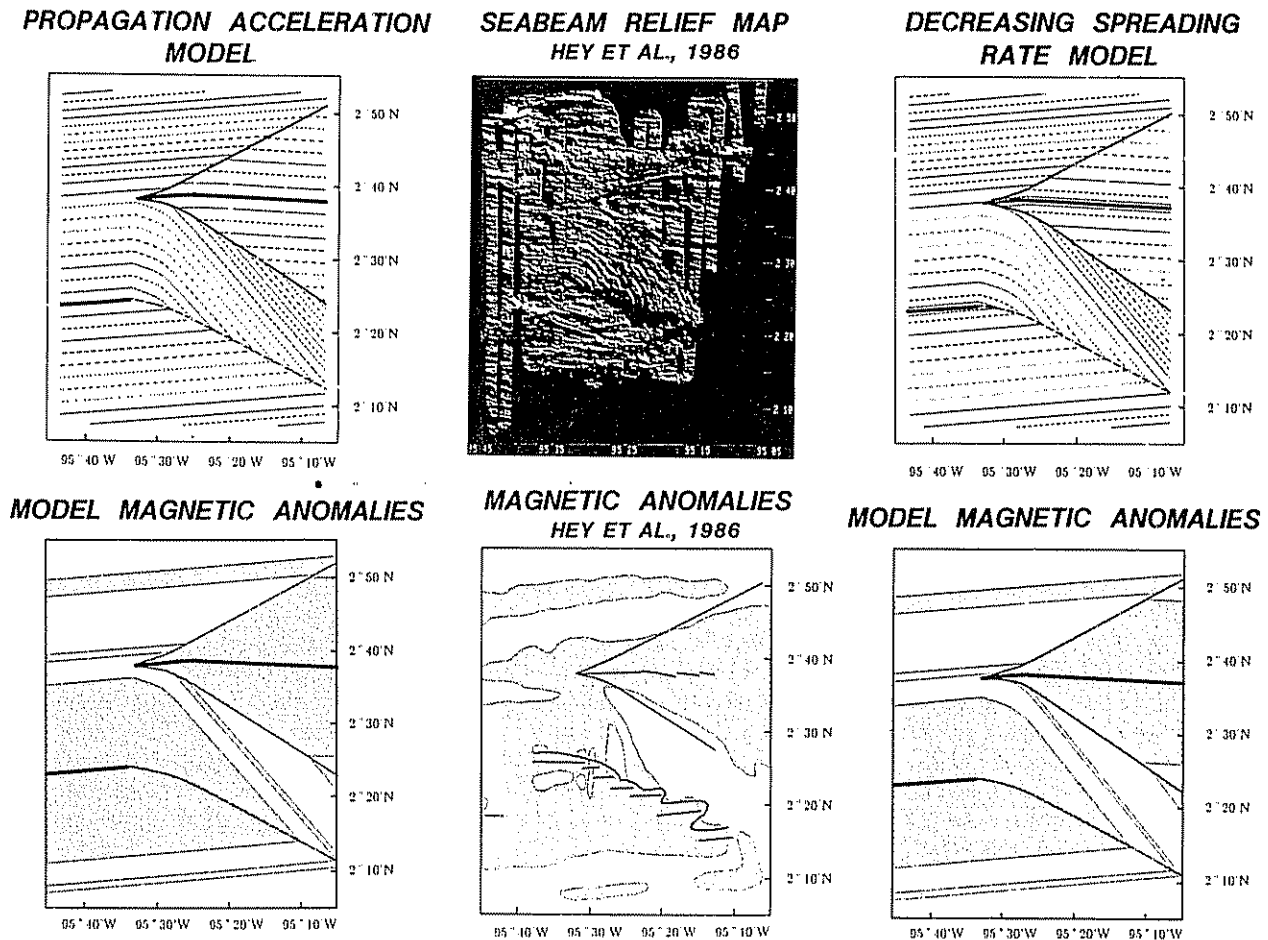 PROPAGATION ACCELERATION
MODEL
SEABEAM RELIEF MAP
HEY ET AL., 1986
DECREASING SPREADING
RATE MODEL
2°50'N
2°40'N
2°30'N
2°20'N
2°10'N
95°40'W 95°30'W 95°20'W 95°10'W
2 40
2 30
2 20
2°50'N
2°40'N
2°30'N
2°20'N
2°10'N
95°40'W 95°30'W 95°20'W 95°10'W
MODEL MAGNETIC ANOMALIES
MAGNETIC ANOMALIES
HEY ET AL., 1986
MODEL MAGNETIC ANOMALIES
2°50'N
2°40'N
2°30'N
2°20'N
2°10'N
95°40'W 95°30'W 95°20'W 95°10'W
2°50'N
2°40'N
2°30'N
2°20'N
2°10'N
95°40'W 95°30'W 95°20'W 95°10'W
2°50'N
2°40'N
2°30'N
2°20'N
2°10'N
95°40'W 95°30'W 95°20'W 95°10'W